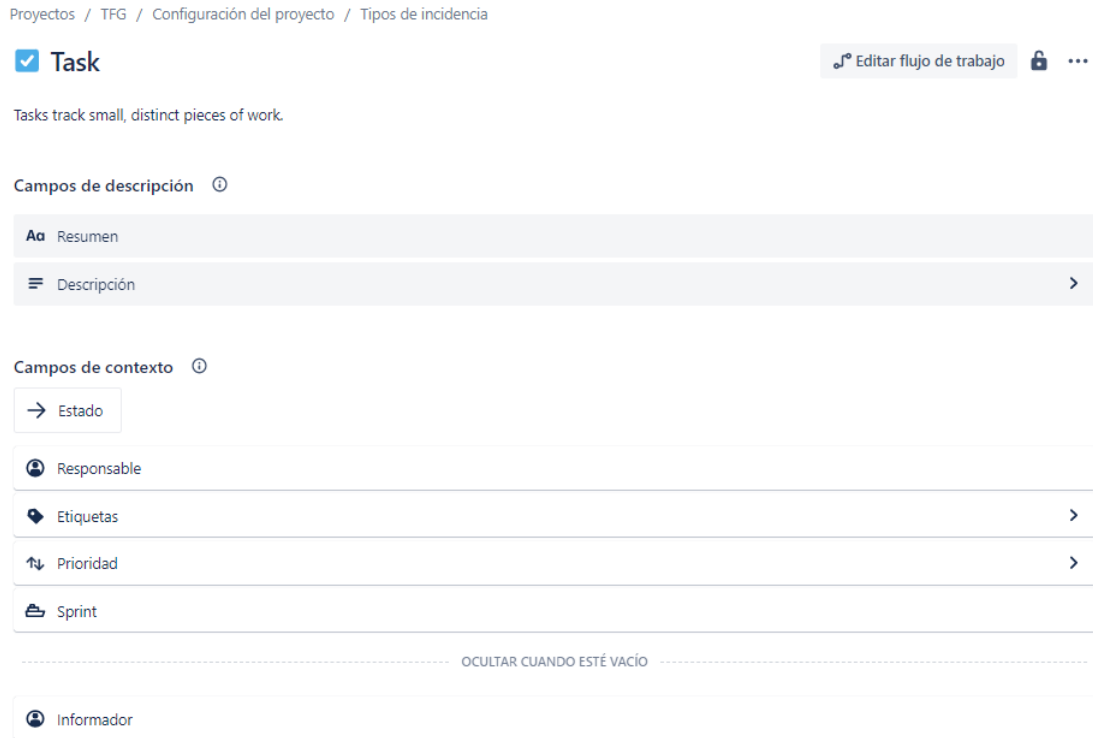 Proyectos / TFG / Configuración del proyecto / Tipos de incidencia
Task
Editar flujo de trabajo
Tasks track small, distinct pieces of work.
Campos de descripción
Aa Resumen
Descripción
Campos de contexto
Estado
Responsable
Etiquetas
Prioridad
Sprint
OCULTAR CUANDO ESTÉ VACÍO
Informador